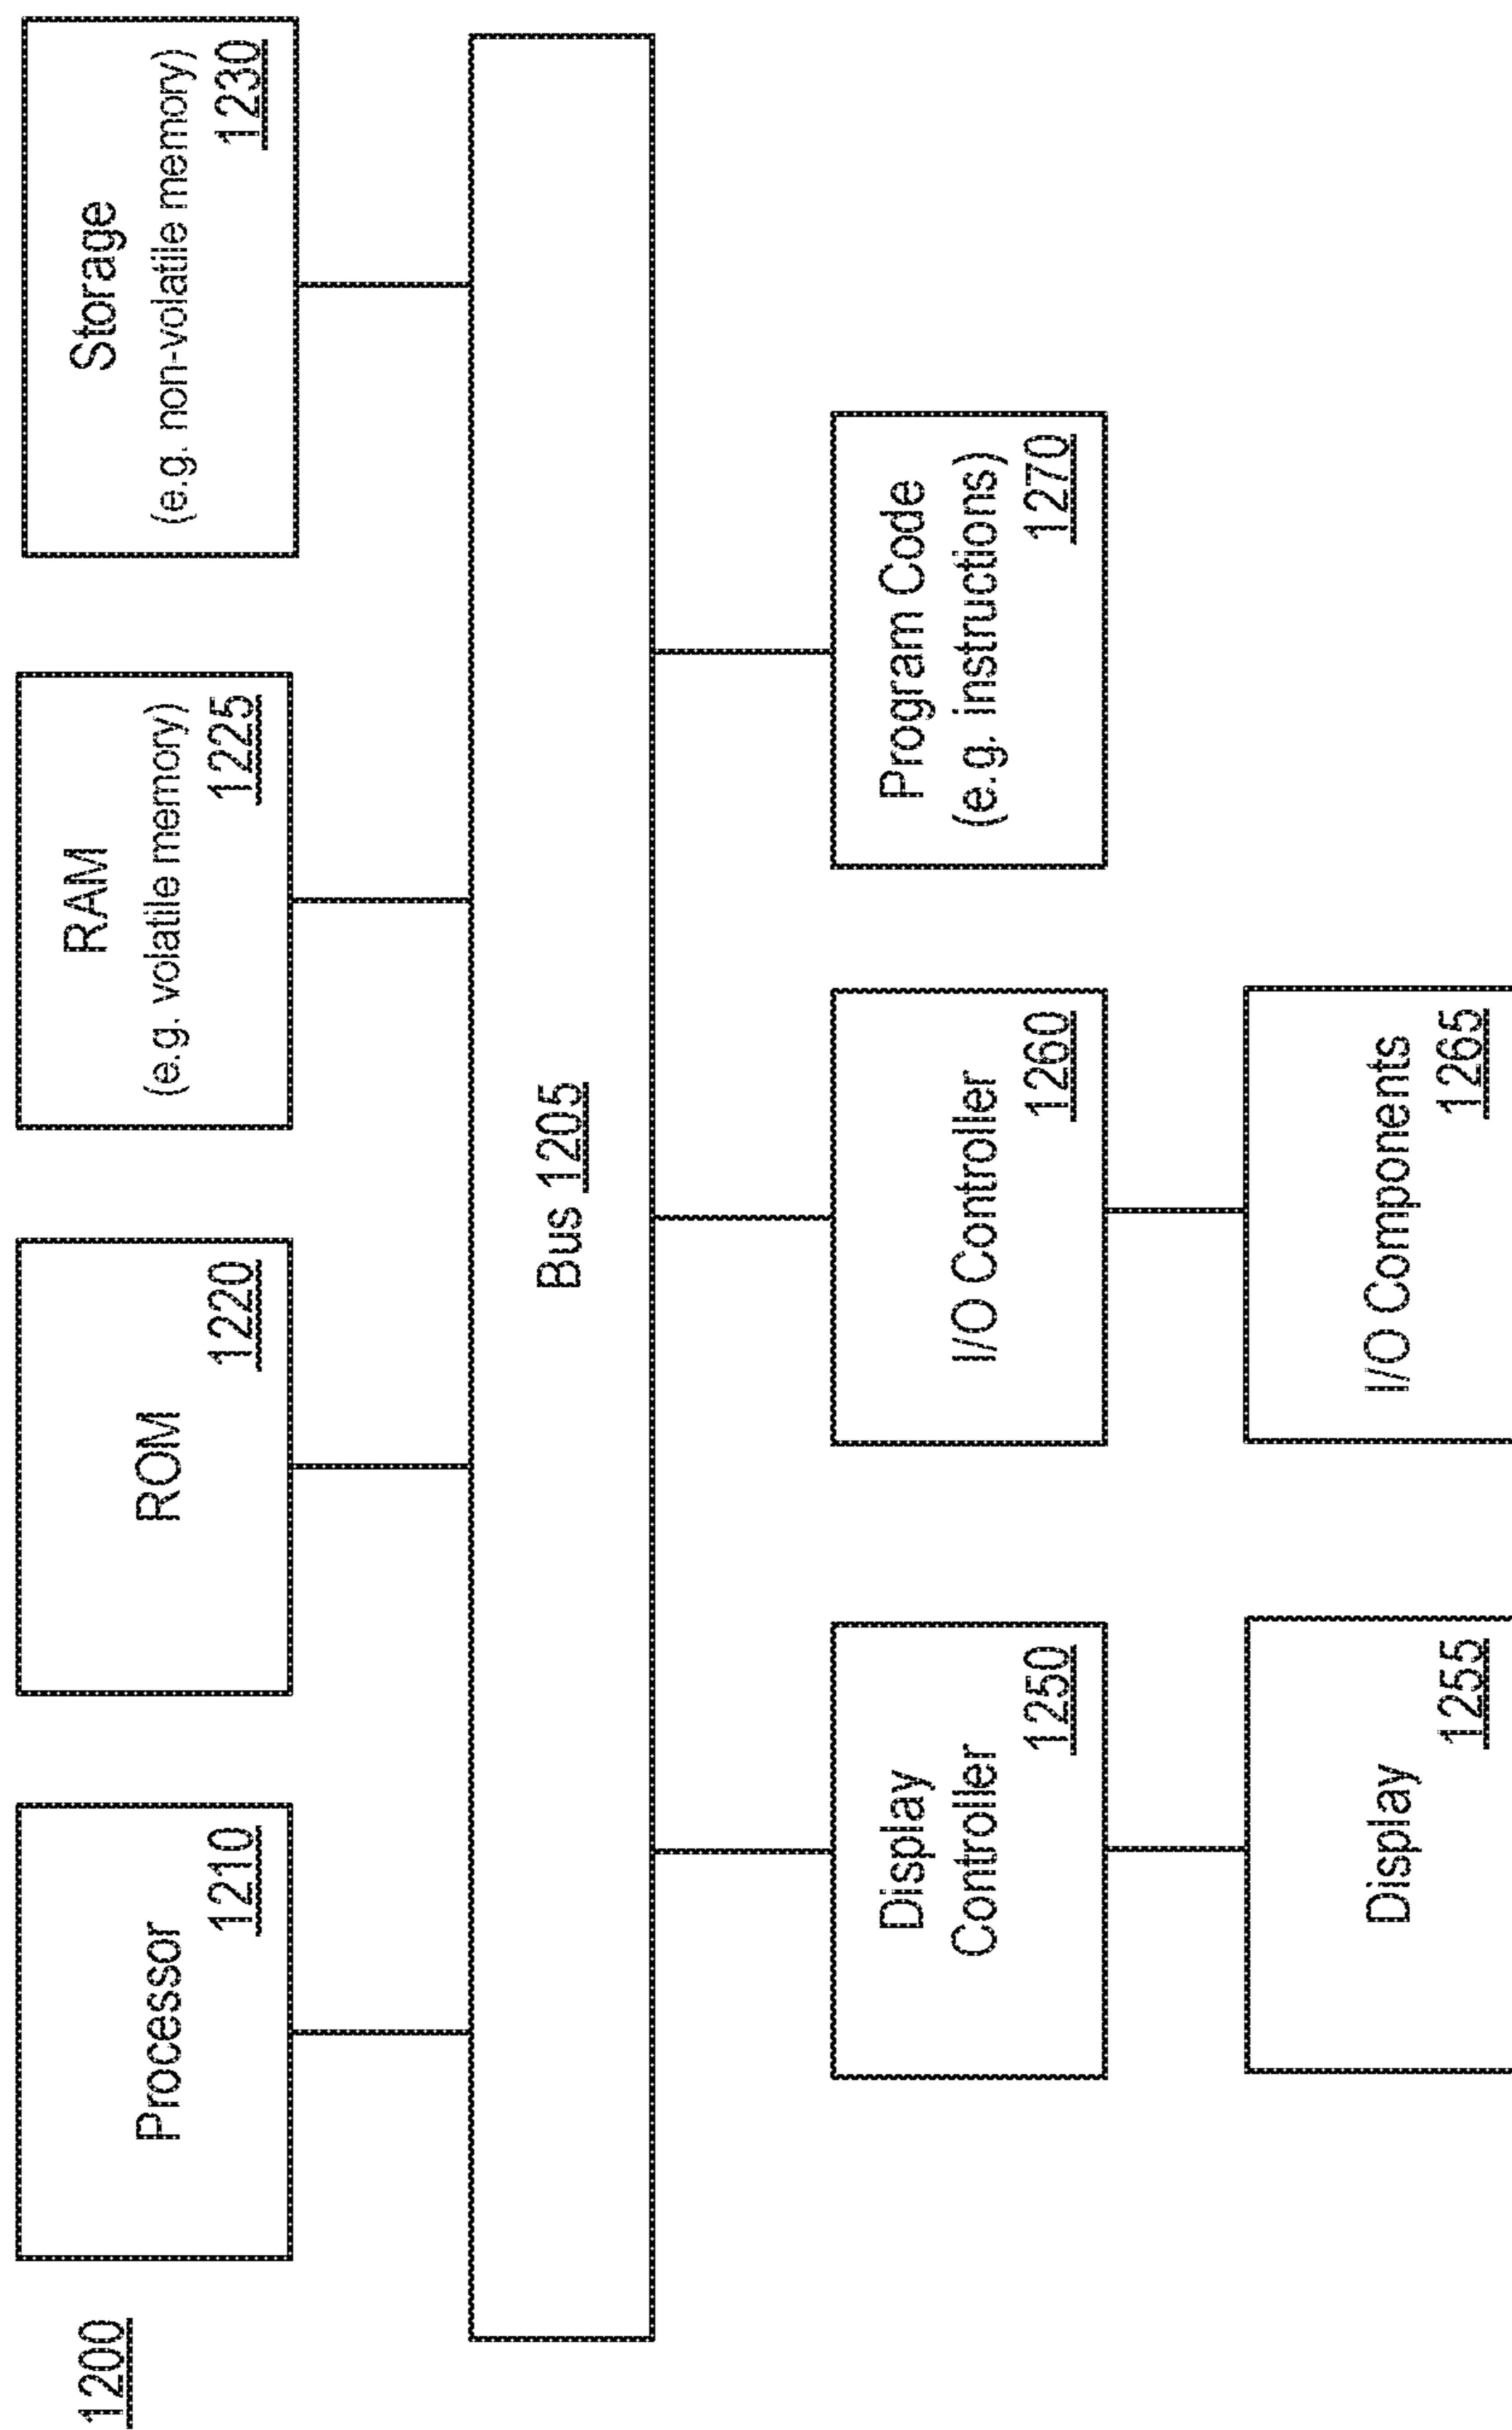 1200
Processor
1210
ROM
1220
RAM
(e.g. volatile memory)
1225
Storage
(e.g. non-volatile memory)
1230
Bus 1205
Display
Controller
1250
I/O Controller
1260
Program Code
(e.g. instructions)
1270
Display
1255
I/O Components
1265